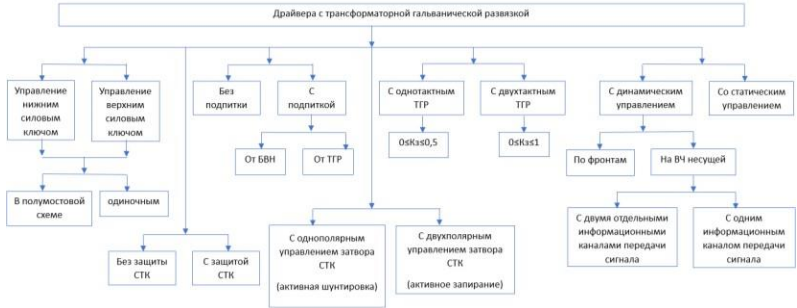 Драйвера с трансформаторной гальванической развязкой
Управление
нижним
силовым
ключом
Управление
верхним
силовым
ключом
Без
подпитки
С
подпиткой
С однотактным
ТГР
С двухтактным
ТГР
С динамическим
управлением
Со статическим
управлением
От БВН
От ТГР
0≤Kз≤0,5
0≤Kз≤1
По фронтам
На ВЧ несущей
В полумостовой
схеме
одиночным
Без защиты
СТК
С защитой
СТК
С однополярным
управлением затвора
СТК
(активная шунтировка)
С двухполярным
управлением затвора
СТК
(активное запирание)
С двумя отдельными
информационными
каналами передачи
сигнала
С одним
информационным
каналом передачи
сигнала